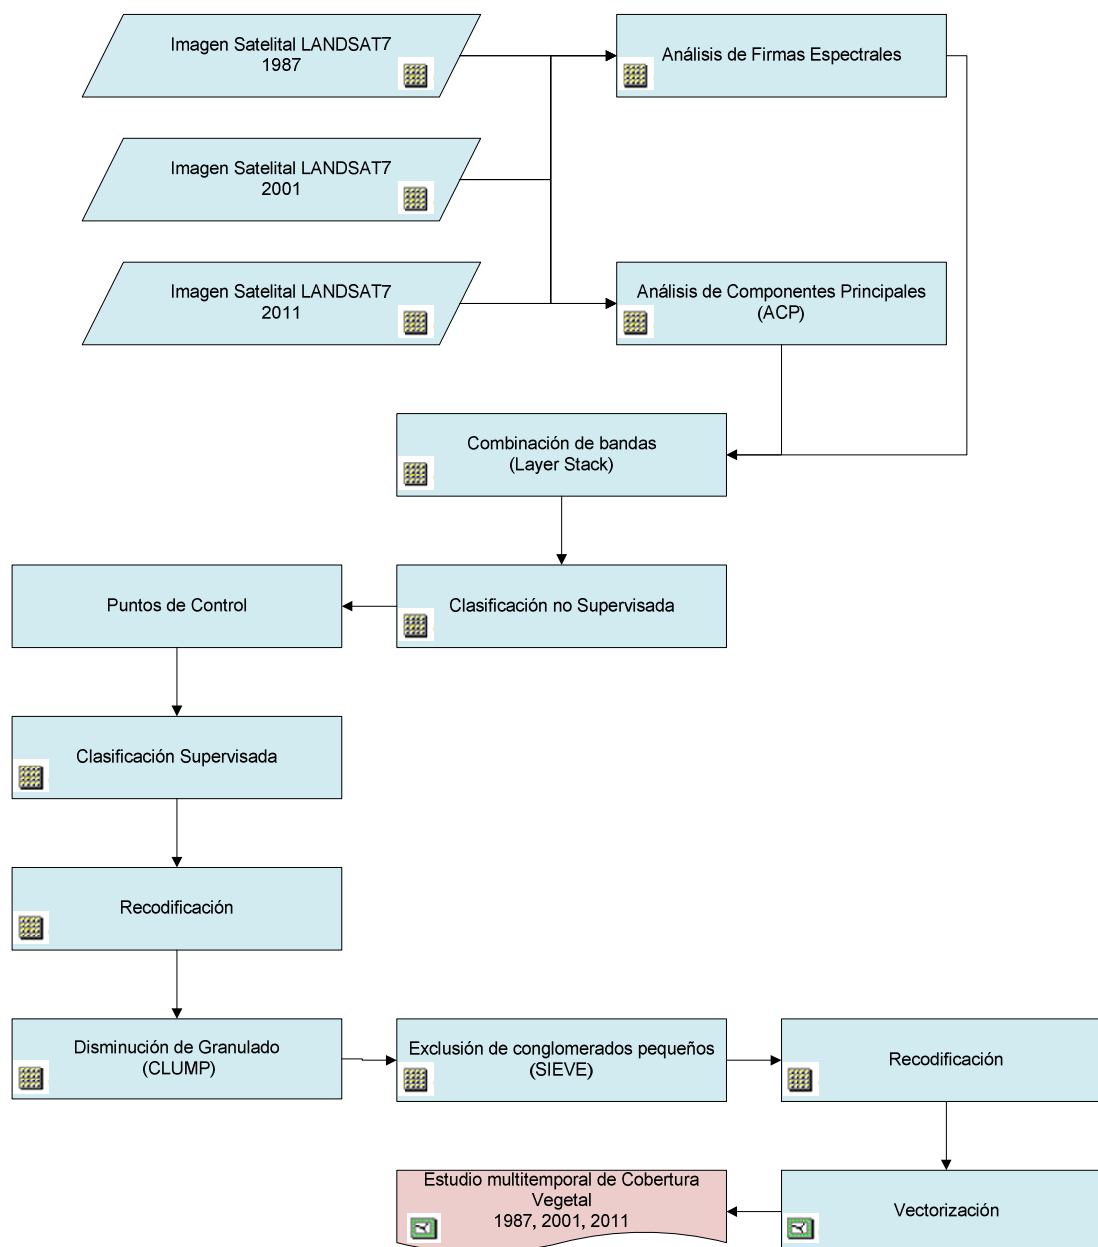 Imagen Satelital LANDSAT7
1987
Análisis de Firmas Espectrales
Imagen Satelital LANDSAT7
2001
Imagen Satelital LANDSAT7
2011
Análisis de Componentes Principales
(ACP)
Combinación de bandas
(Layer Stack)
Puntos de Control
Clasificación no Supervisada
Clasificación Supervisada
Recodificación
Disminución de Granulado
(CLUMP)
Exclusión de conglomerados pequeños
(SIEVE)
Recodificación
Estudio multitemporal de Cobertura
Vegetal
1987, 2001, 2011
Vectorización